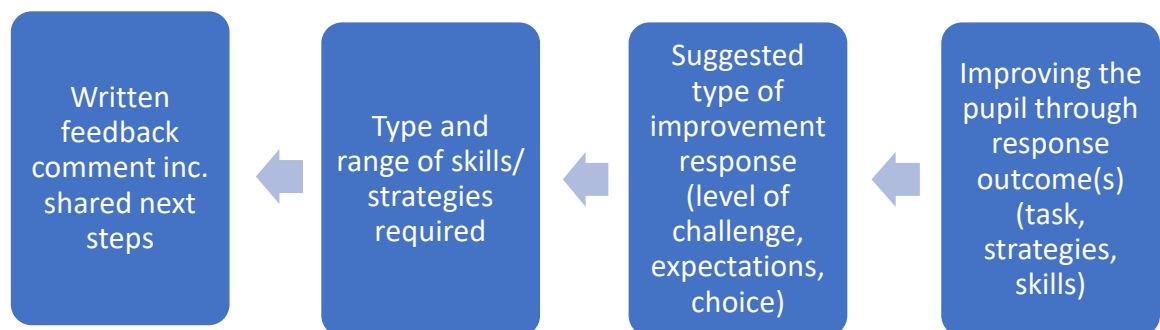 Written
feedback
comment inc.
shared next
steps
Type and
range of skills/
strategies
required
Suggested
type of
improvement
response
(level of
challenge,
expectations,
choice)
Improving the
pupil through
response
outcome(s)
(task,
strategies,
skills)